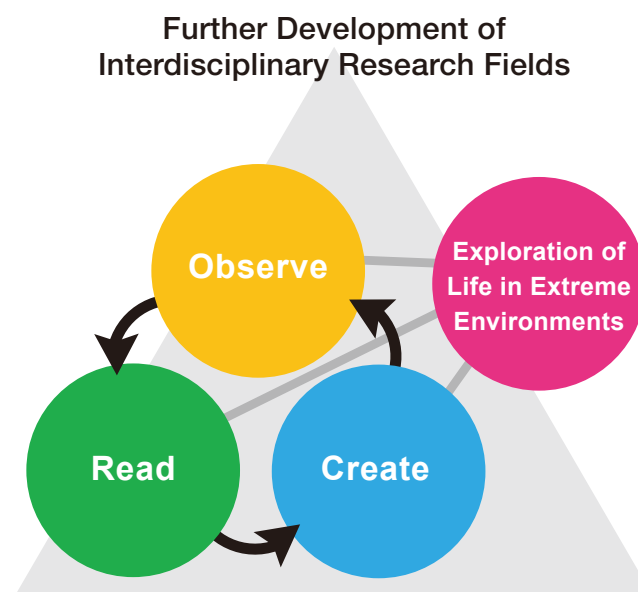 Further Development of
Interdisciplinary Research Fields
Observe
Exploration of
Life in Extreme
Environments
Read
Create